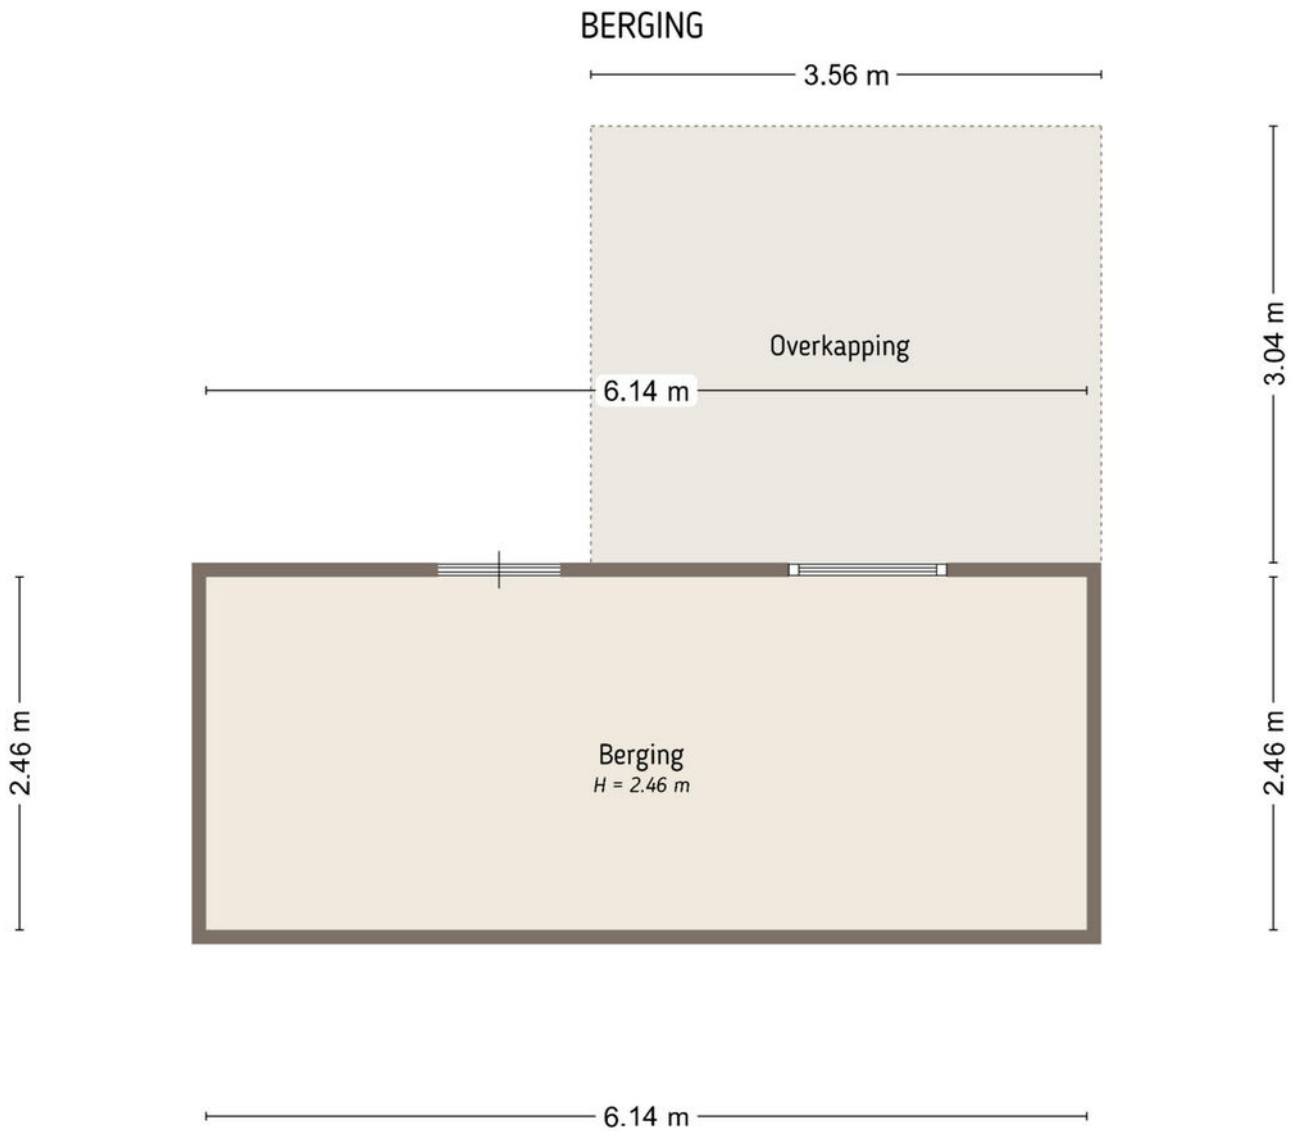 BERGING
3.56 m
3.04 m
Overkapping
6.14 m
2.46 m
Berging
H = 2.46 m
2.46 m
6.14 m